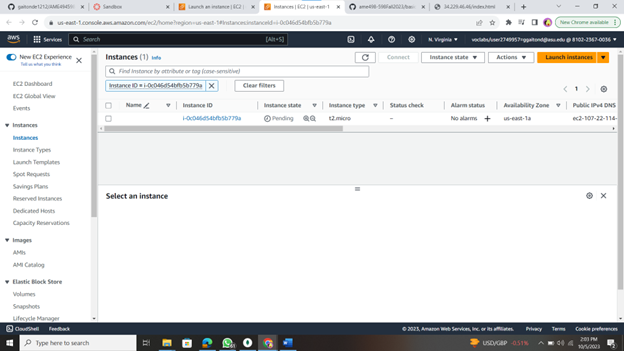 gaitondr1212/AME494598
Sandbox
Launch an instance | EC2 |
Instances | EC2 | us-east-1
ame498-598Fall2023/backend
34.229.46.46/index.html
us-east-1.console.aws.amazon.com/ec2/home?region=us-east-1#Instances:instanceId=i-0c046d54bfb5b779a
New Chrome available
aws
Services
Search
[Alt+S]
N. Virginia
voclabs/user2749957=ggaitond@asu.edu @ 8102-2367-0036
New EC2 Experience
Tell us what you think
EC2 Dashboard
EC2 Global View
Events
Instances
Instances
Instance Types
Launch Templates
Spot Requests
Savings Plans
Reserved Instances
Dedicated Hosts
Capacity Reservations
Images
AMIs
AMI Catalog
Elastic Block Store
Volumes
Snapshots
Lifecycle Manager
Instances (1) Info
Connect
Instance state
Actions
Launch instances
Find Instance by attribute or tag (case-sensitive)
Instance ID = i-0c046d54bfb5b779a
Clear filters
1
Name
Instance ID
Instance state
Instance type
Status check
Alarm status
Availability Zone
Public IPv4 DNS
i-0c046d54bfb5b779a
Pending
t2.micro
–
No alarms
us-east-1a
ec2-107-22-114-
Select an instance
CloudShell
Feedback
© 2023, Amazon Web Services, Inc. or its affiliates.
Privacy
Terms
Cookie preferences
Type here to search
USD/GBP -0.51%
2:03 PM
10/5/2023